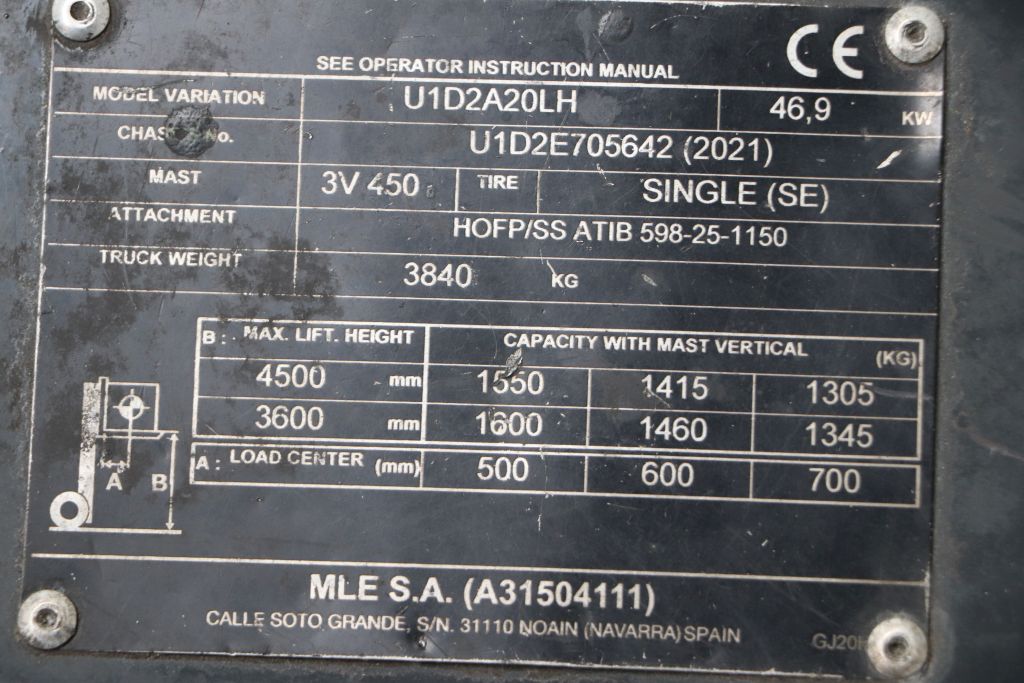 CE
SEE OPERATOR INSTRUCTION MANUAL
MODEL VARIATION U1D2A20LH 46,9 KW
No. U1D2E705642 (2021)
MAST 3V 450 TIRE SINGLE (SE)
ATTACHMENT HOFP/SS ATIB 598-25-1150
TRUCK WEIGHT 3840 KG
B : MAX. LIFT. HEIGHT CAPACITY WITH MAST VERTICAL (KG)
4500 mm 1550 1415 1305
3600 mm 1600 1460 1345
A : LOAD CENTER (mm) 500 600 700
A B
MLE S.A. (A31504111)
CALLE SOTO GRANDE, S/N. 31110 NOAIN (NAVARRA) SPAIN